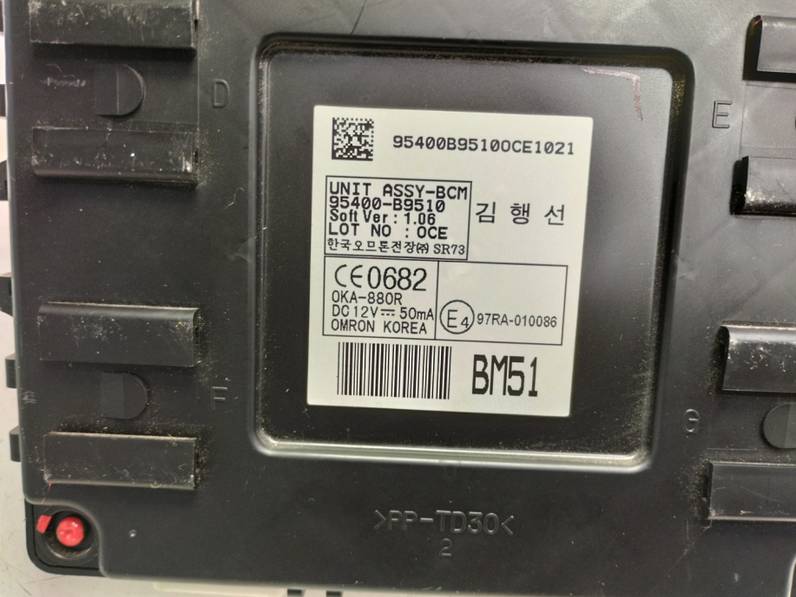 D
E
95400B9510OCE1021
UNIT ASSY-BCM
95400-B9510
Soft Ver : 1.06
LOT NO : OCE
한국오므론전장㈜ SR73
김행선
CE0682
OKA-880R
DC 12V⎓50mA
OMRON KOREA
E4 97RA-010086
BM51
F
G
>PP-TD30<
2